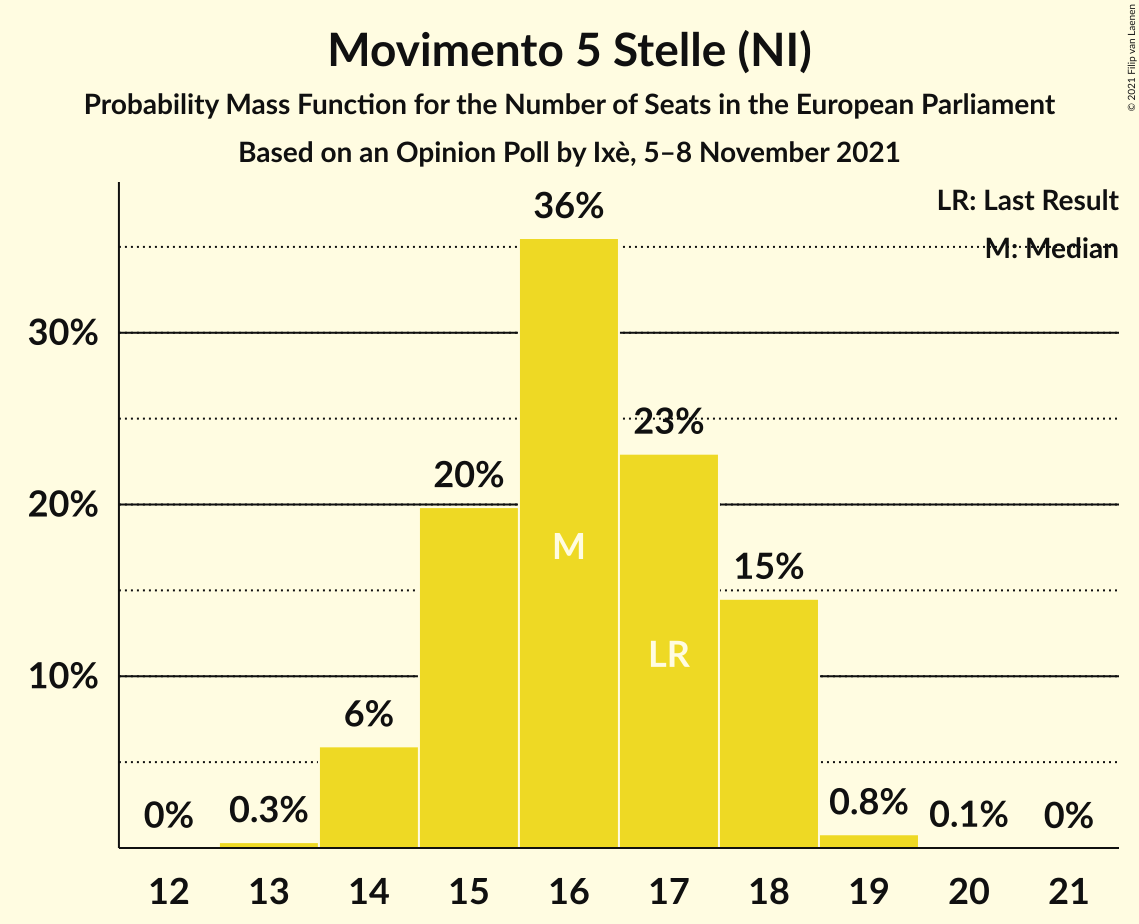 Movimento 5 Stelle (NI)
Probability Mass Function for the Number of Seats in the European Parliament
Based on an Opinion Poll by Ixè, 5–8 November 2021
© 2021 Filip van Laenen
LR: Last Result
M: Median
36%
30%
23%
20%
20%
M
15%
LR
10%
6%
0%
0.3%
0.8%
0.1%
0%
12 13 14 15 16 17 18 19 20 21